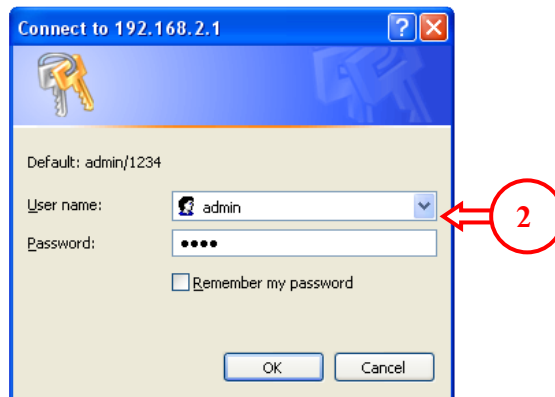 Connect to 192.168.2.1
Default: admin/1234
User name: admin
Password: ••••
2
Remember my password
OK Cancel